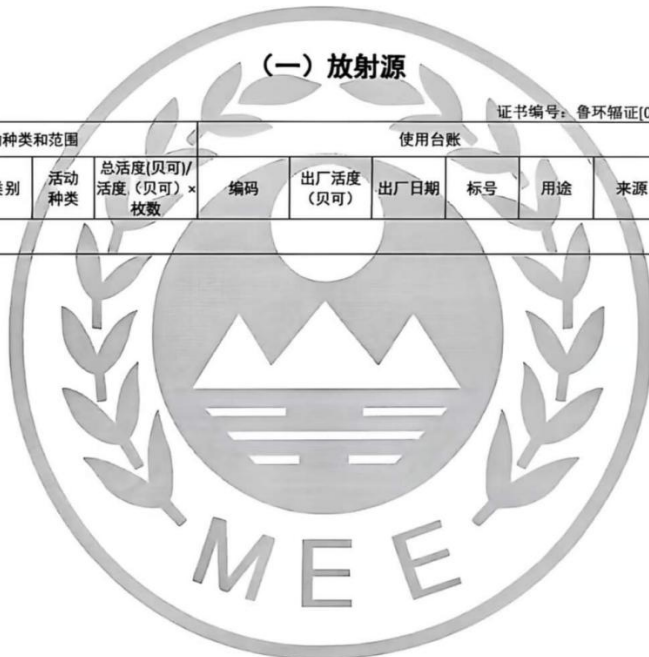 （一）放射源
证书编号：鲁环辐证[0
种类和范围 使用台账
别 活动种类 总活度(贝可)/活度（贝可）×枚数 编码 出厂活度（贝可） 出厂日期 标号 用途 来源
MEE